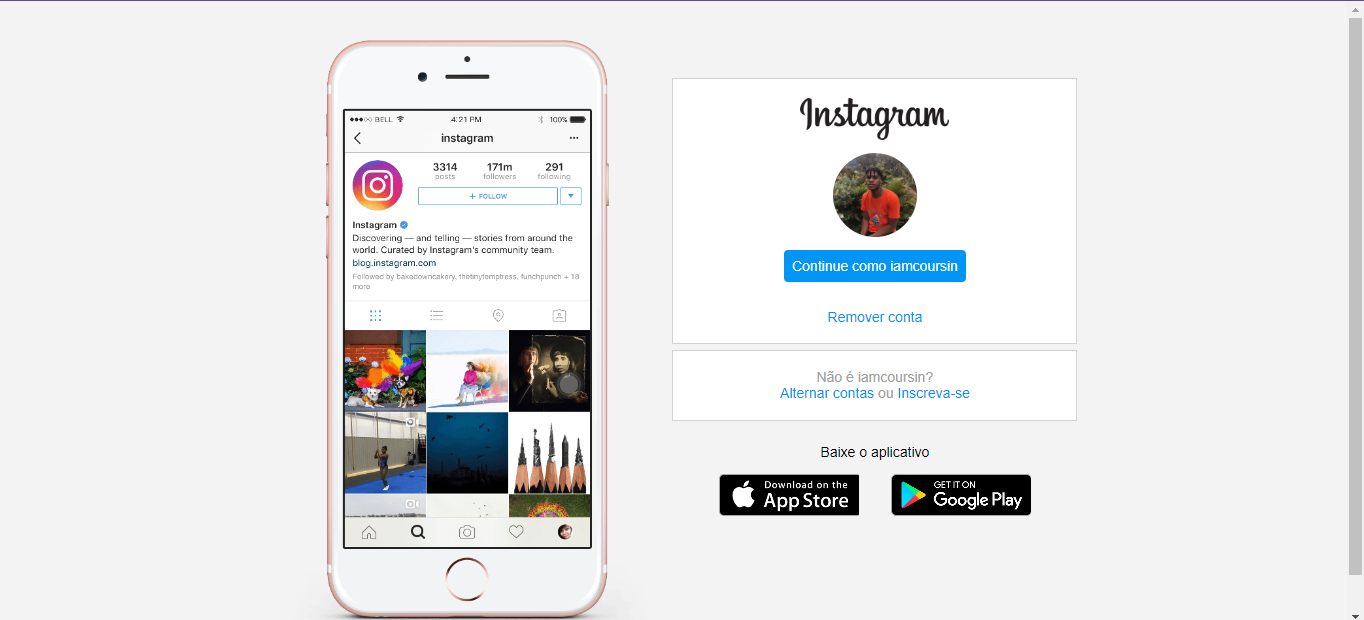 BELL
4:21 PM
100%
instagram
3314
171m
291
posts
followers
following
+ FOLLOW
Instagram
Discovering — and telling — stories from around the
world. Curated by Instagram's community team.
blog.instagram.com
Followed by bakedowncakery, thetinytemptress, funchpunch + 18
more
Instagram
Continue como iamcoursin
Remover conta
Não é iamcoursin?
Alternar contas ou Inscreva-se
Baixe o aplicativo
Download on the
App Store
GET IT ON
Google Play